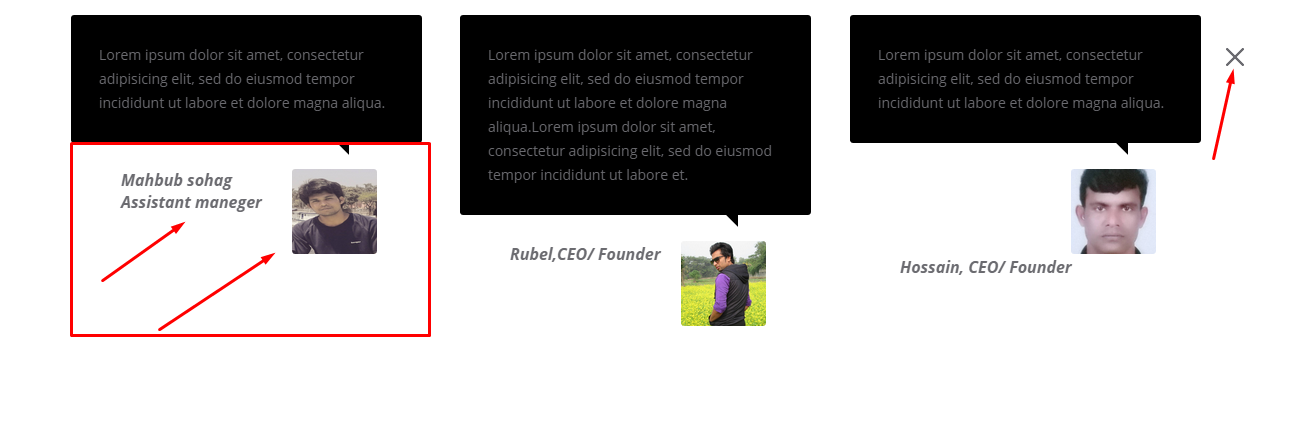 Lorem ipsum dolor sit amet, consectetur
adipisicing elit, sed do eiusmod tempor
incididunt ut labore et dolore magna aliqua.
Mahbub sohag
Assistant maneger
Lorem ipsum dolor sit amet, consectetur
adipisicing elit, sed do eiusmod tempor
incididunt ut labore et dolore magna
aliqua.Lorem ipsum dolor sit amet,
consectetur adipisicing elit, sed do eiusmod
tempor incididunt ut labore et.
Rubel,CEO/ Founder
Lorem ipsum dolor sit amet, consectetur
adipisicing elit, sed do eiusmod tempor
incididunt ut labore et dolore magna aliqua.
Hossain, CEO/ Founder